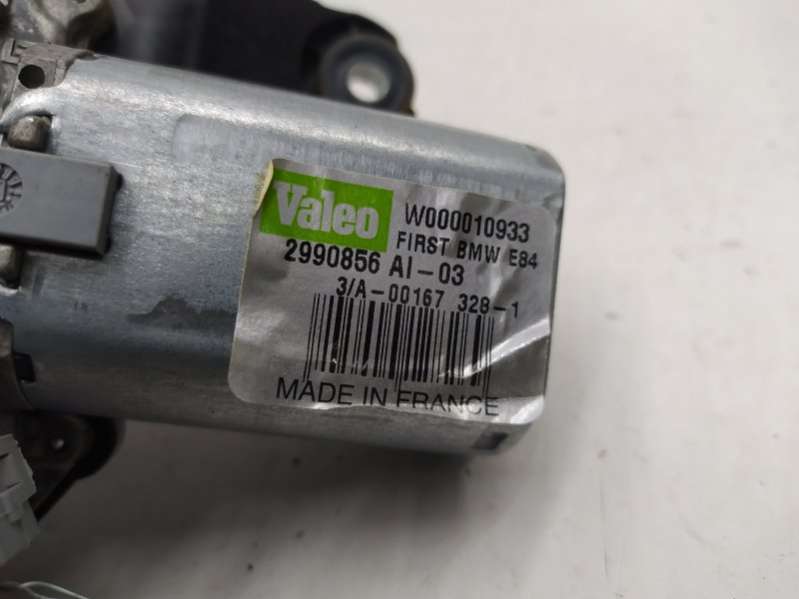 Valeo
W000010933
FIRST BMW E84
2990856 AI-03
3/A-00167 328-1
MADE IN FRANCE